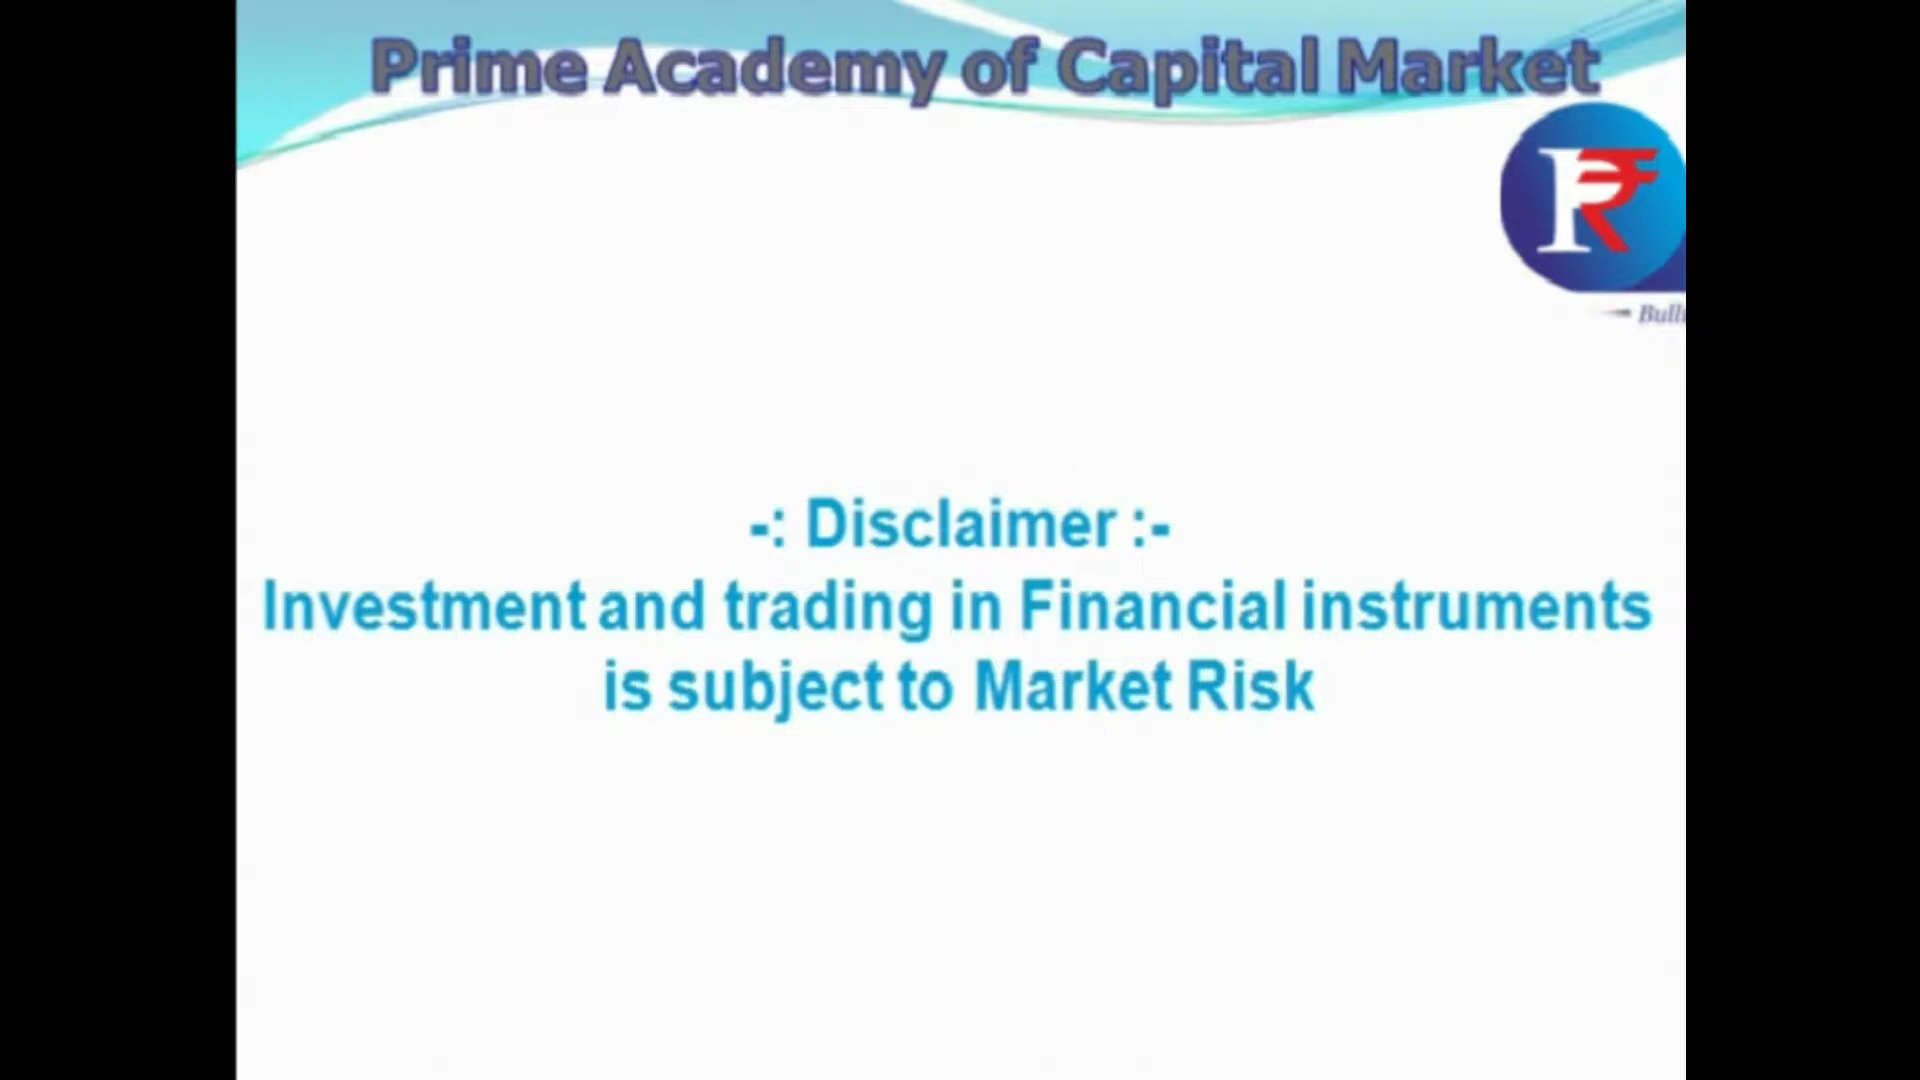 Prime Academy of Capital Market
-: Disclaimer :-
Investment and trading in Financial instruments
is subject to Market Risk